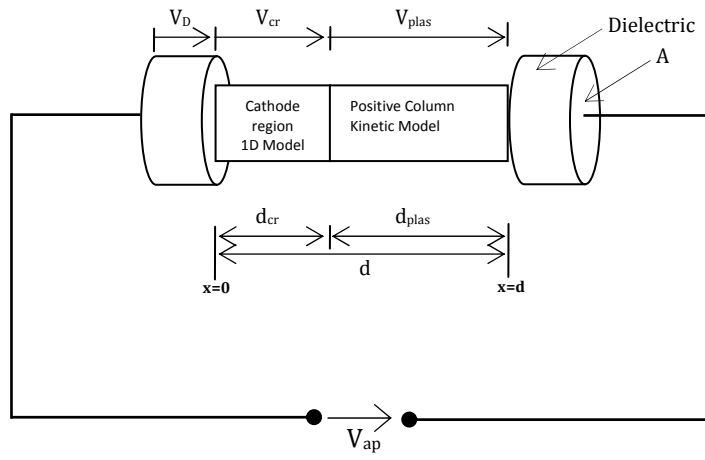 V_D
V_cr
V_plas
Dielectric
A
Cathode
region
1D Model
Positive Column
Kinetic Model
d_cr
d_plas
d
x=0
x=d
V_ap